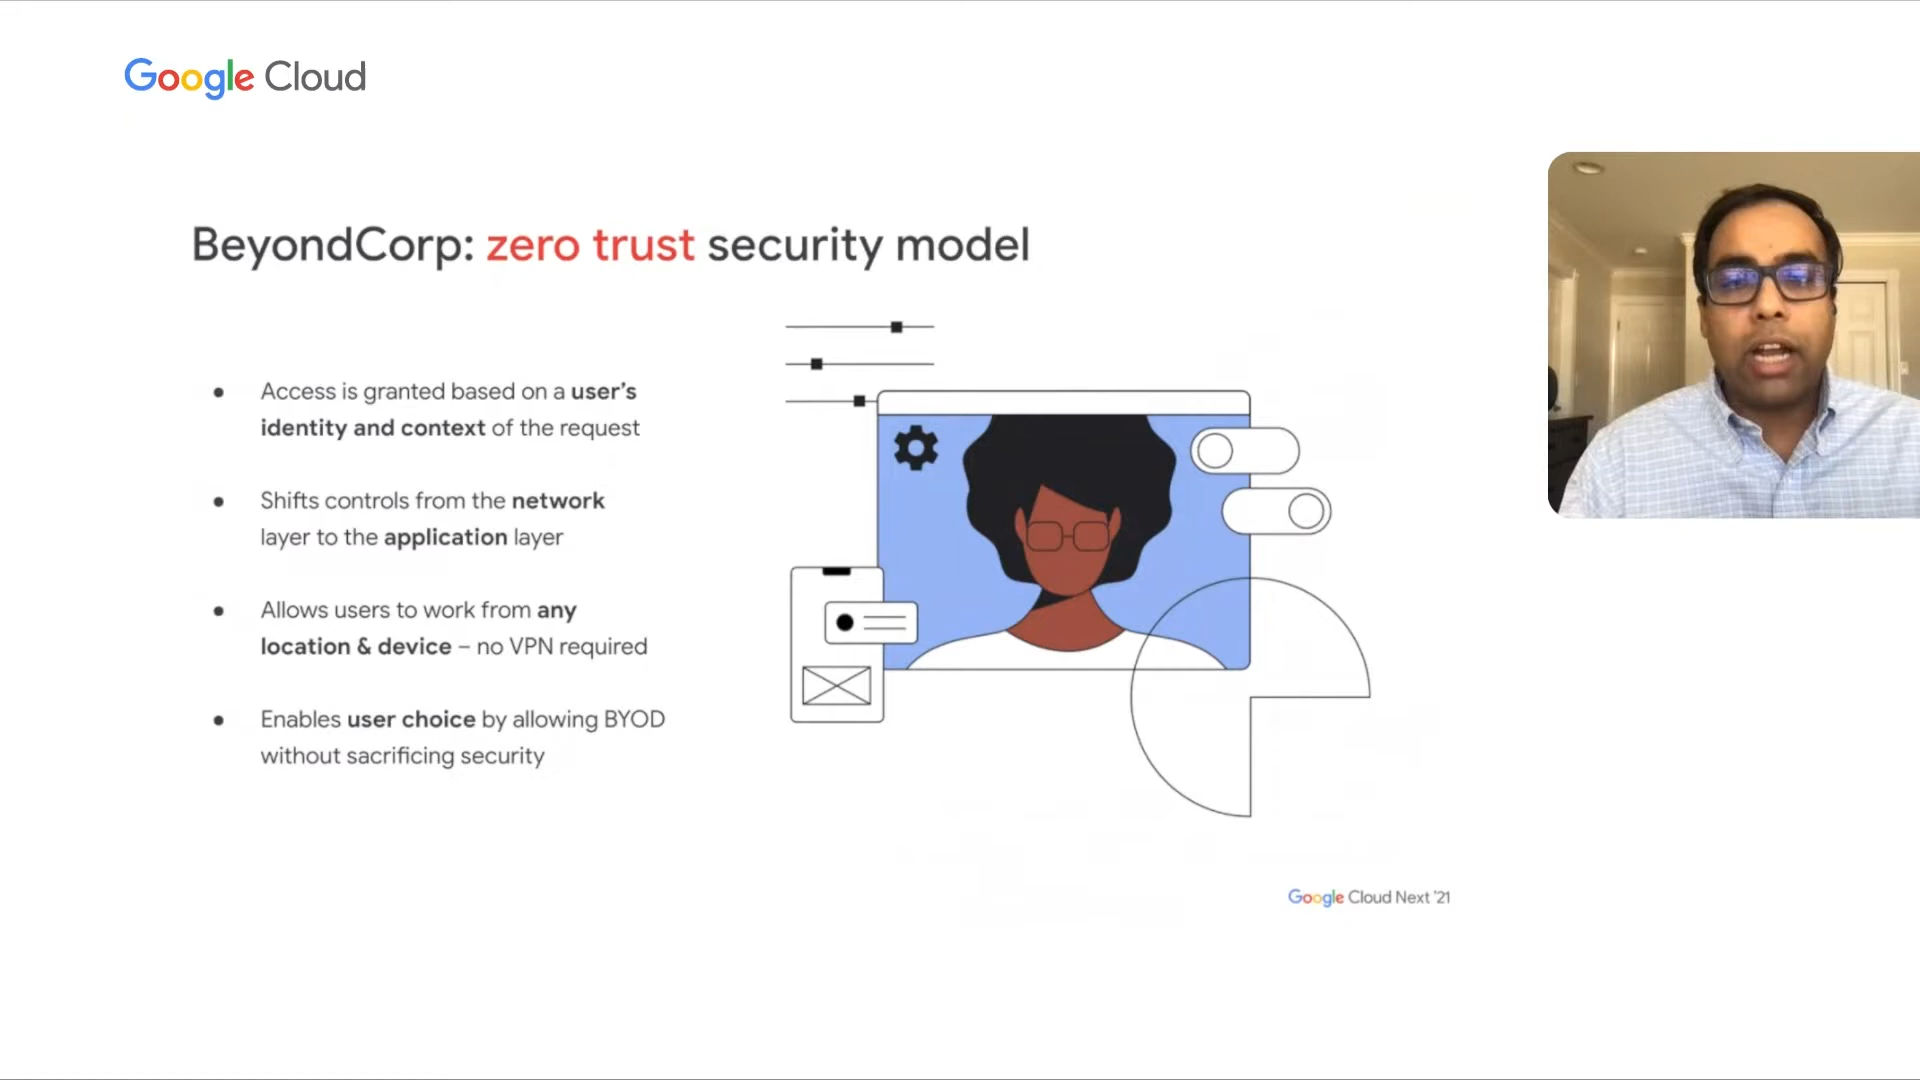 Google Cloud
BeyondCorp: zero trust security model
● Access is granted based on a user’s
identity and context of the request
● Shifts controls from the network
layer to the application layer
● Allows users to work from any
location & device – no VPN required
● Enables user choice by allowing BYOD
without sacrificing security
Google Cloud Next ’21